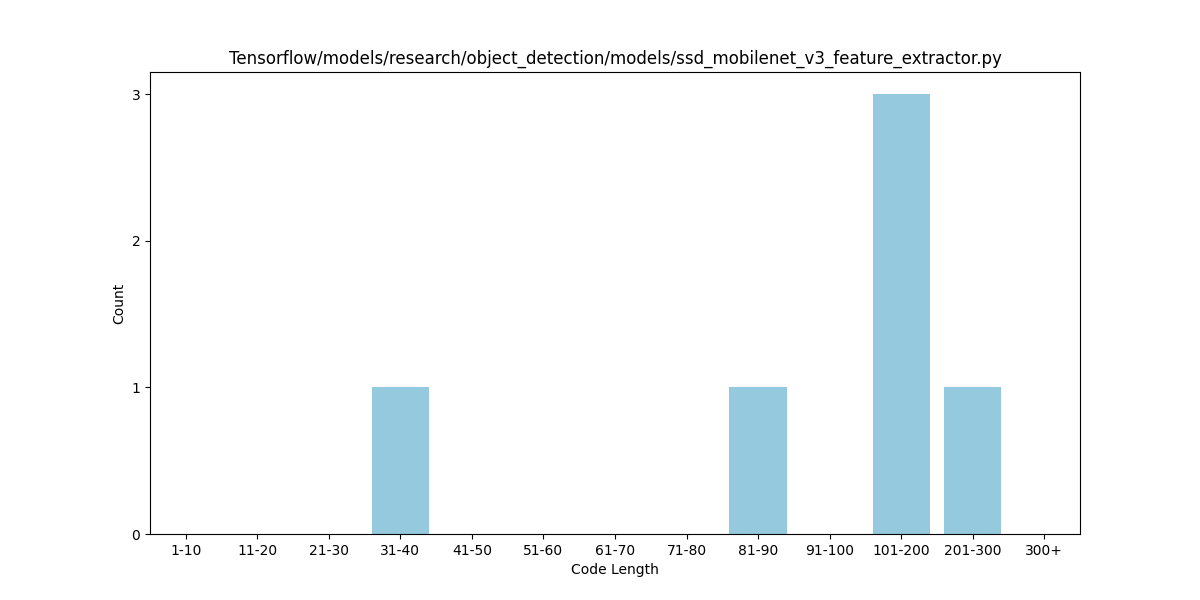 Tensorflow/models/research/object_detection/models/ssd_mobilenet_v3_feature_extractor.py
3
2
1
0
Count
1-10 11-20 21-30 31-40 41-50 51-60 61-70 71-80 81-90 91-100 101-200 201-300 300+
Code Length